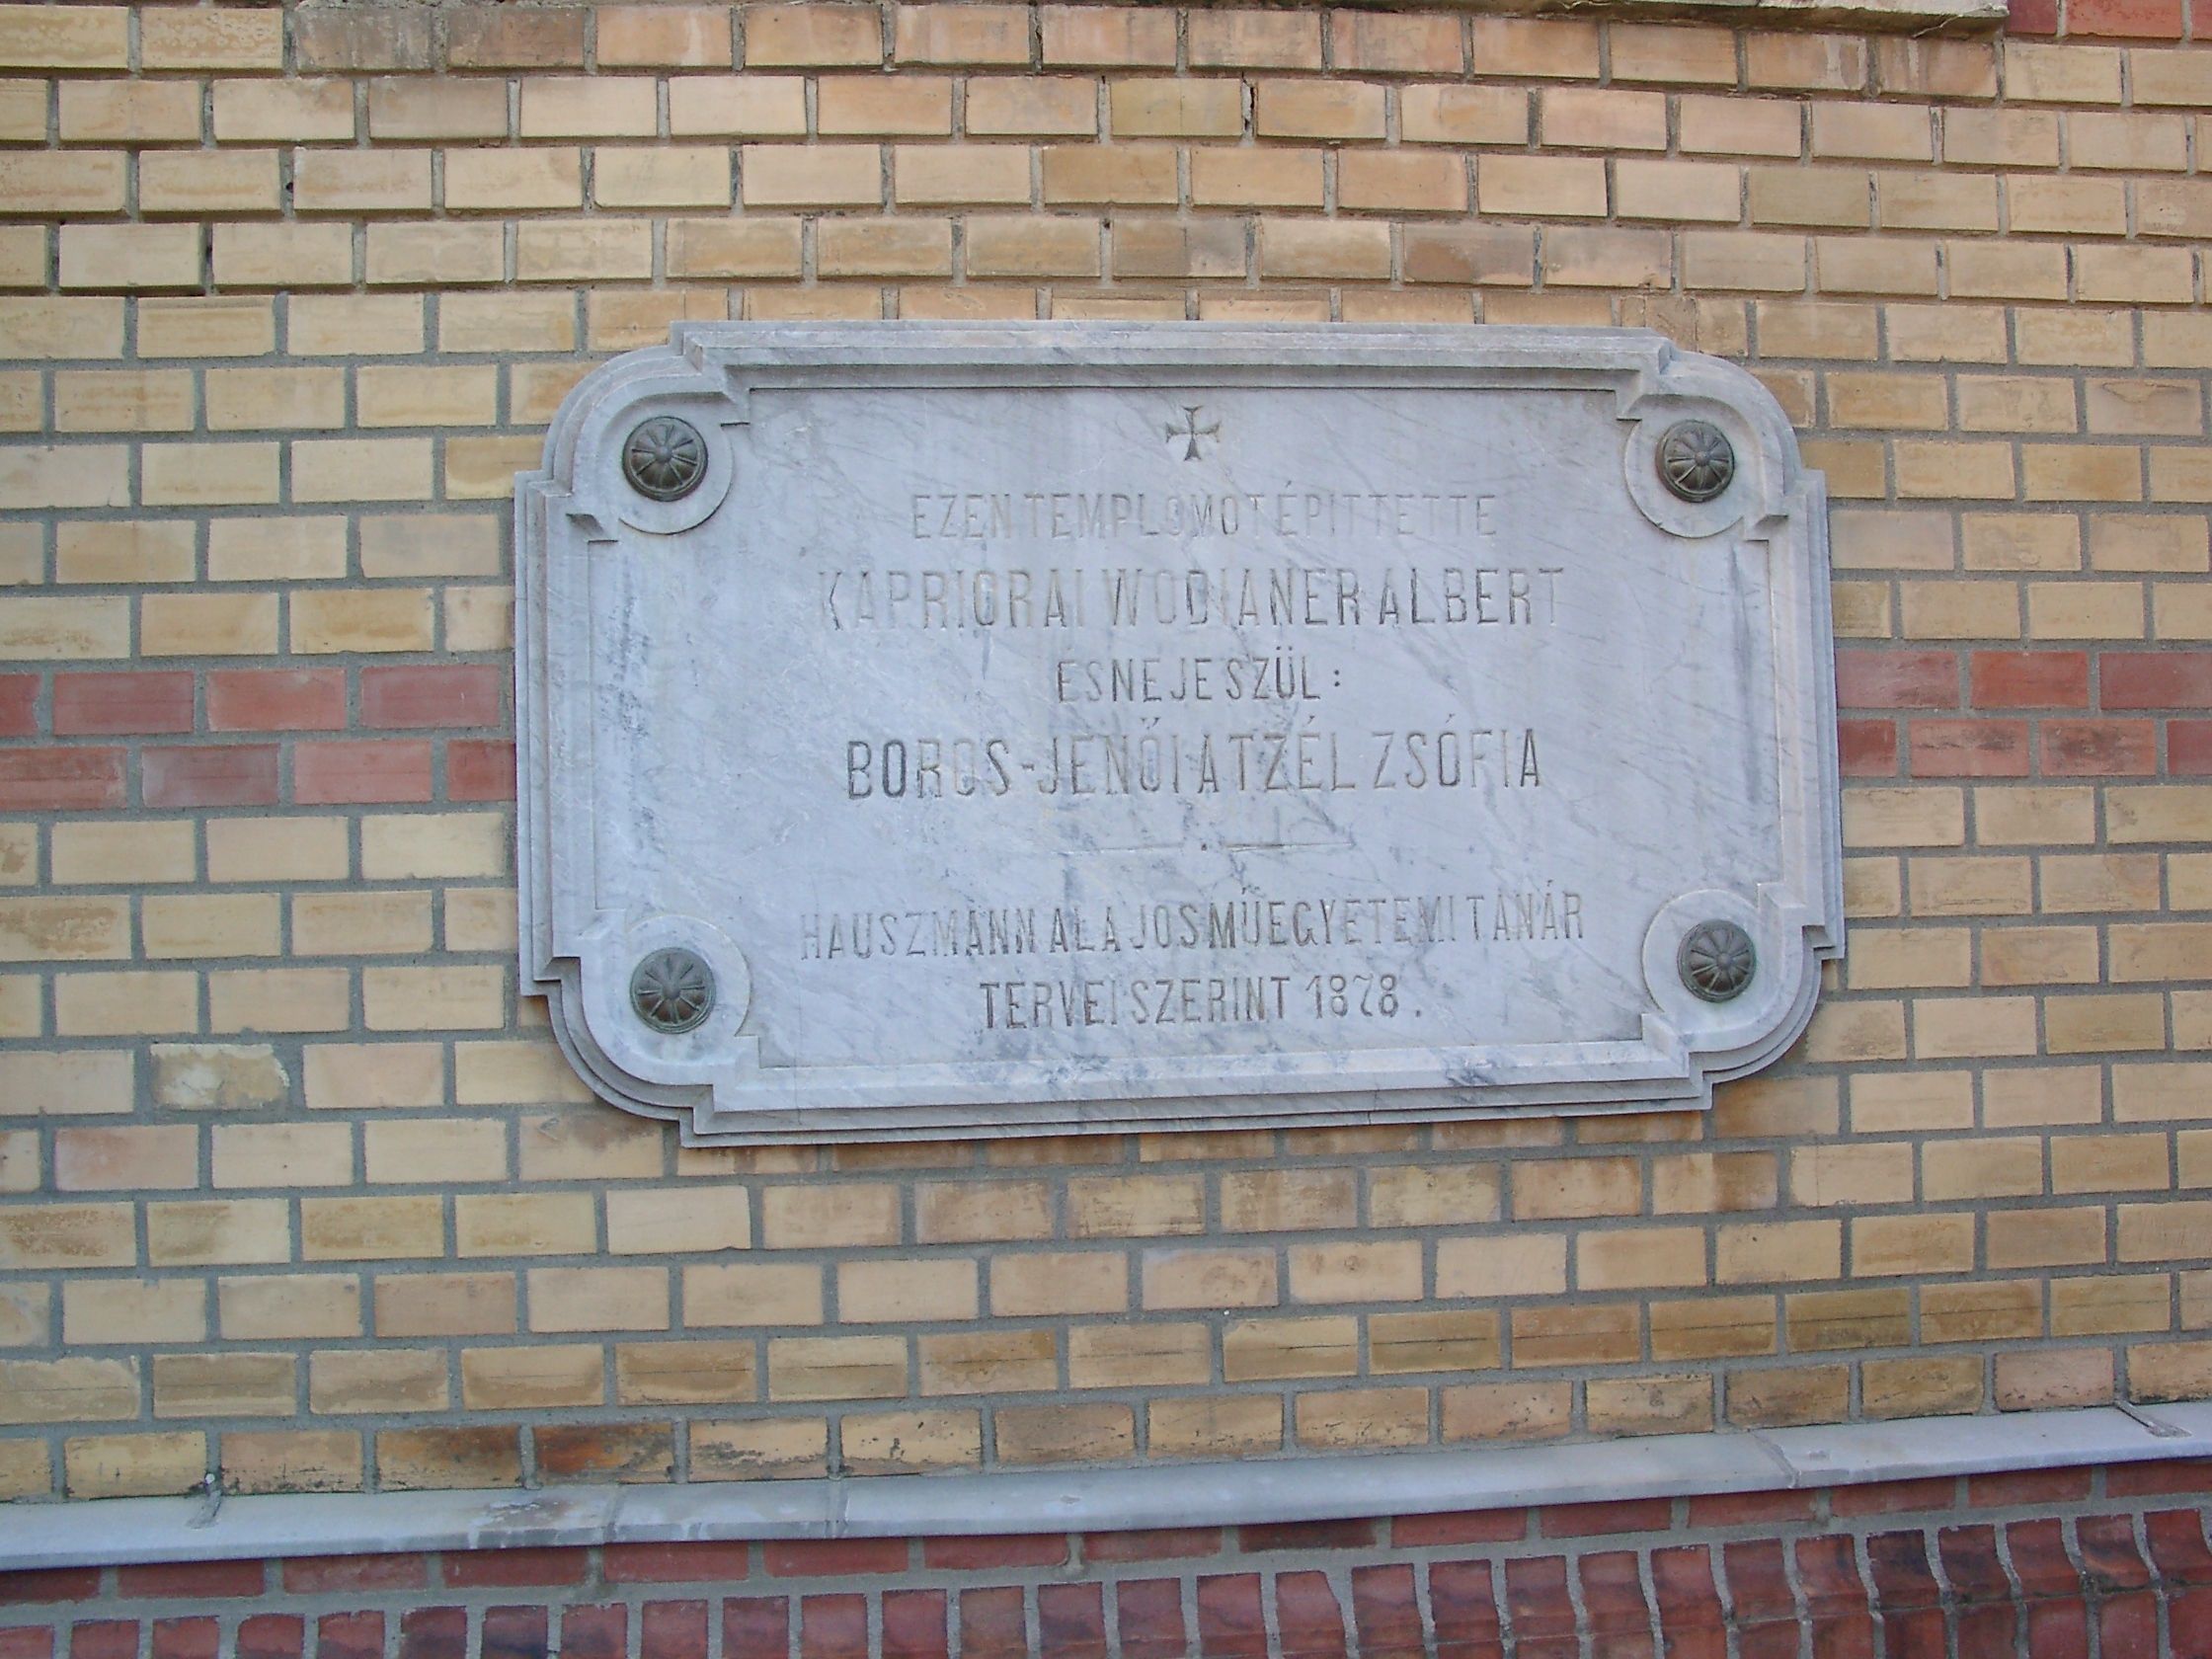 EZEN TEMPLOMOT ÉPITTETTE
KAPRIORAI WODIANER ALBERT
ÉS NEJE SZÜL:
BOROS-JENŐI ATZÉL ZSÓFIA
HAUSZMANN ALAJOS MŰEGYETEMI TANÁR
TERVEI SZERINT 1878.